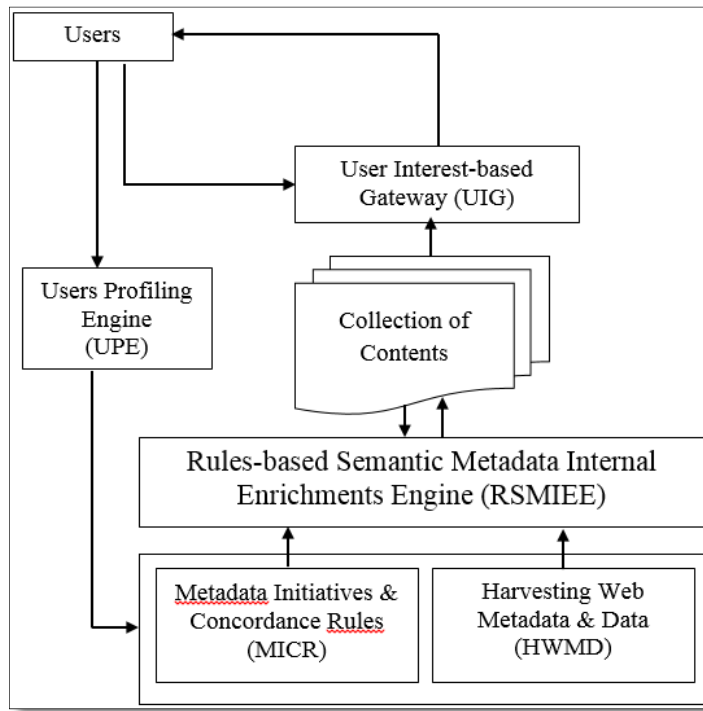 Users
User Interest-based
Gateway (UIG)
Users Profiling
Engine
(UPE)
Collection of
Contents
Rules-based Semantic Metadata Internal
Enrichments Engine (RSMIEE)
Metadata Initiatives &
Concordance Rules
(MICR)
Harvesting Web
Metadata & Data
(HWMD)